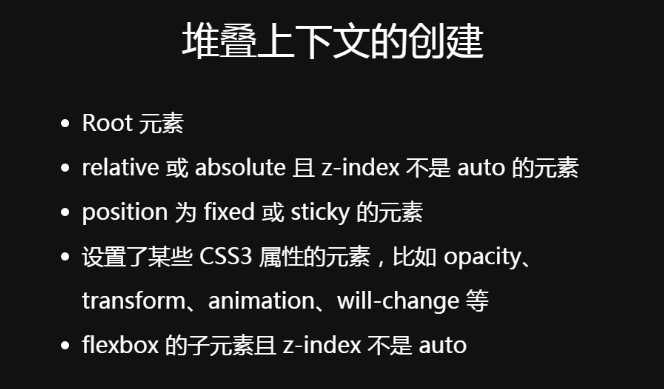 堆叠上下文的创建
• Root 元素
• relative 或 absolute 且 z-index 不是 auto 的元素
• position 为 fixed 或 sticky 的元素
• 设置了某些 CSS3 属性的元素，比如 opacity、
transform、animation、will-change 等
• flexbox 的子元素且 z-index 不是 auto